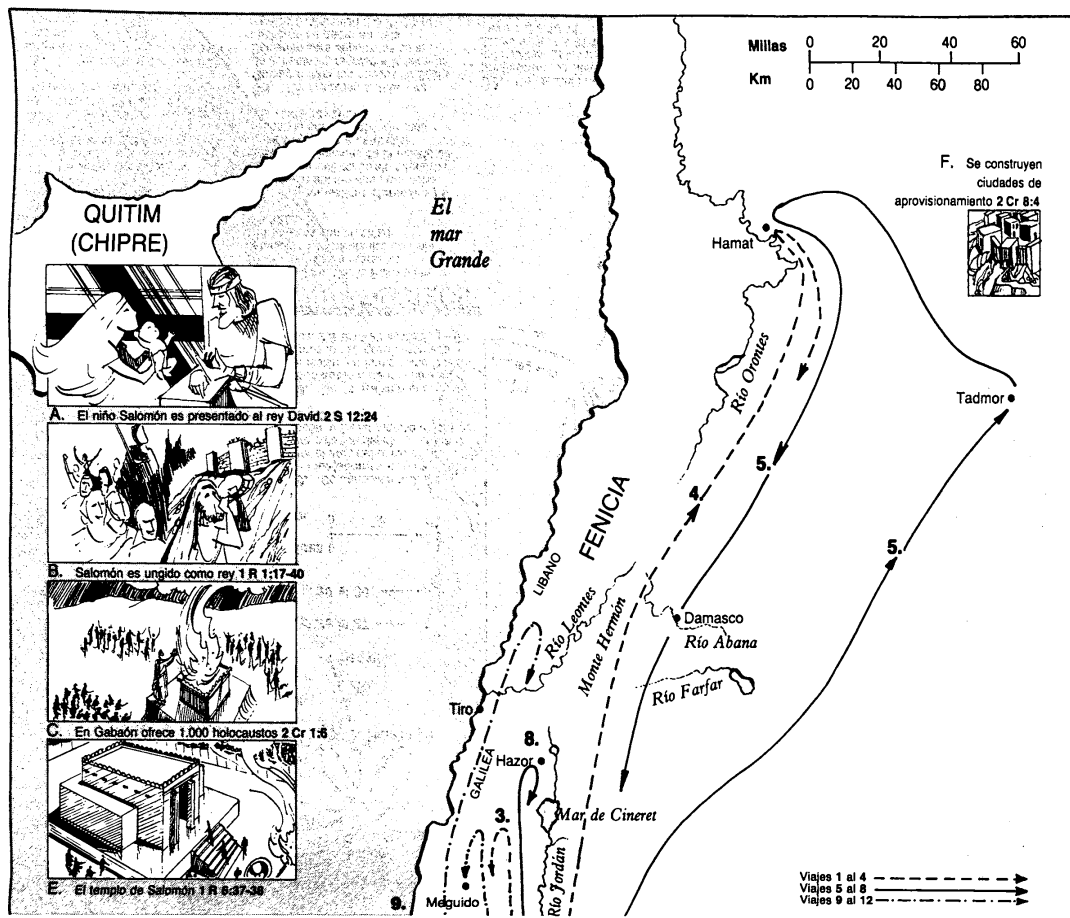 Millas 0 20 40 60
Km 0 20 40 60 80
F. Se construyen
ciudades de
aprovisionamiento 2 Cr 8:4
QUITIM
(CHIPRE)
El
mar
Grande
Hamat
A. El niño Salomón es presentado al rey David 2 S 12:24
Río Orontes
Tadmor
5.
4.
5.
B. Salomón es ungido como rey 1 R 1:17-40
FENICIA
LIBANO
Río Leontes
Monte Hermón
Damasco
Río Abana
Río Farfar
C. En Gabaón ofrece 1.000 holocaustos 2 Cr 1:6
Tiro
8.
Hazor
GALILEA
Mar de Cineret
3.
Río Jordán
E. El templo de Salomón 1 R 6:37-38
9.
Meguido
Viajes 1 al 4
Viajes 5 al 8
Viajes 9 al 12